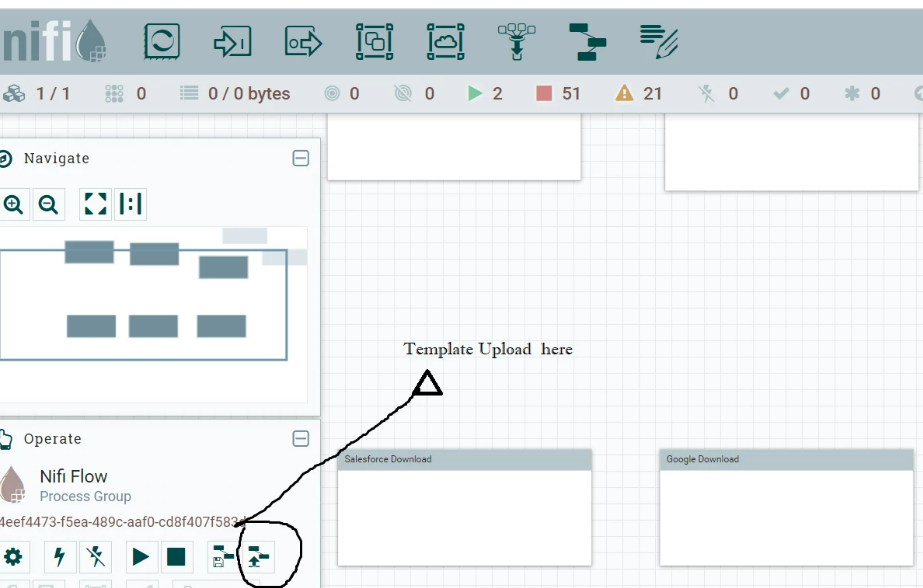 nifi
1 / 1 0 0 / 0 bytes 0 0 2 51 21 0 0 0
Navigate
Template Upload here
Operate
Nifi Flow
Process Group
4eef4473-f5ea-489c-aaf0-cd8f407f583d
Salesforce Download
Google Download